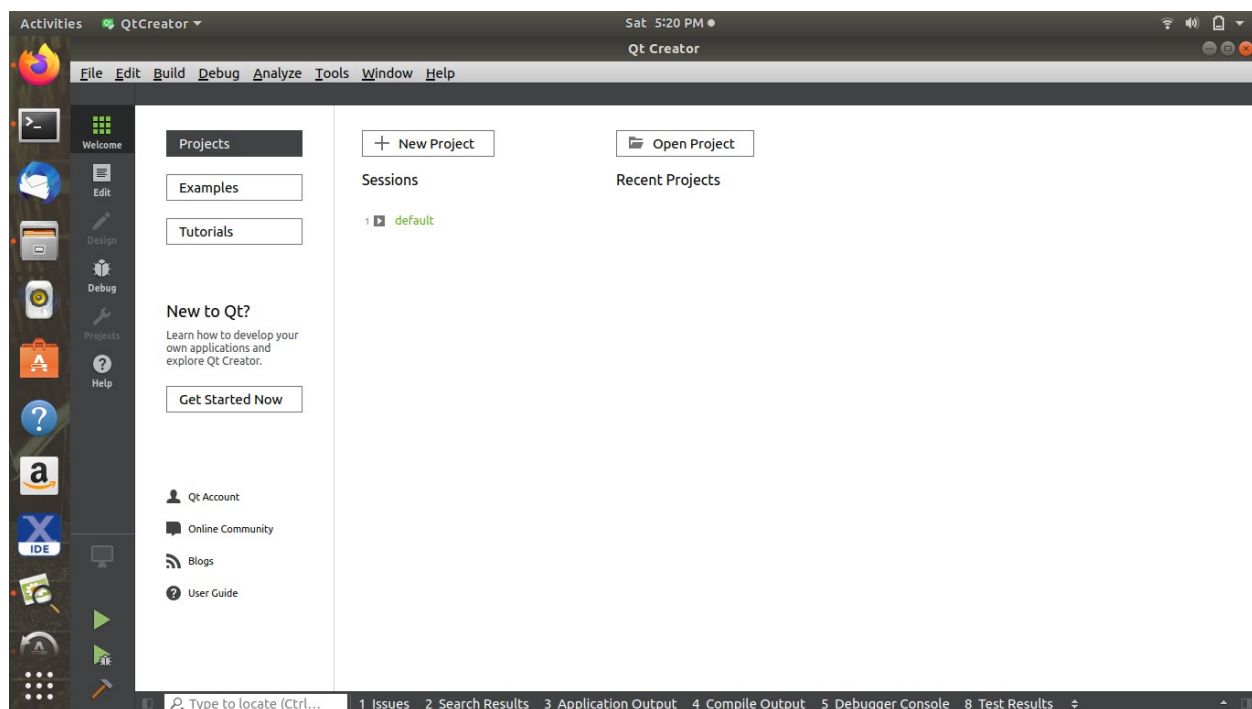 Activities QtCreator Sat 5:20 PM
Qt Creator
File Edit Build Debug Analyze Tools Window Help
Welcome
Edit
Design
Debug
Projects
Help
Projects
Examples
Tutorials
New to Qt?
Learn how to develop your
own applications and
explore Qt Creator.
Get Started Now
Qt Account
Online Community
Blogs
User Guide
New Project
Sessions
1 default
Open Project
Recent Projects
>_
A
?
a
X
IDE
A
Type to locate (Ctrl... 1 Issues 2 Search Results 3 Application Output 4 Compile Output 5 Debugger Console 8 Test Results